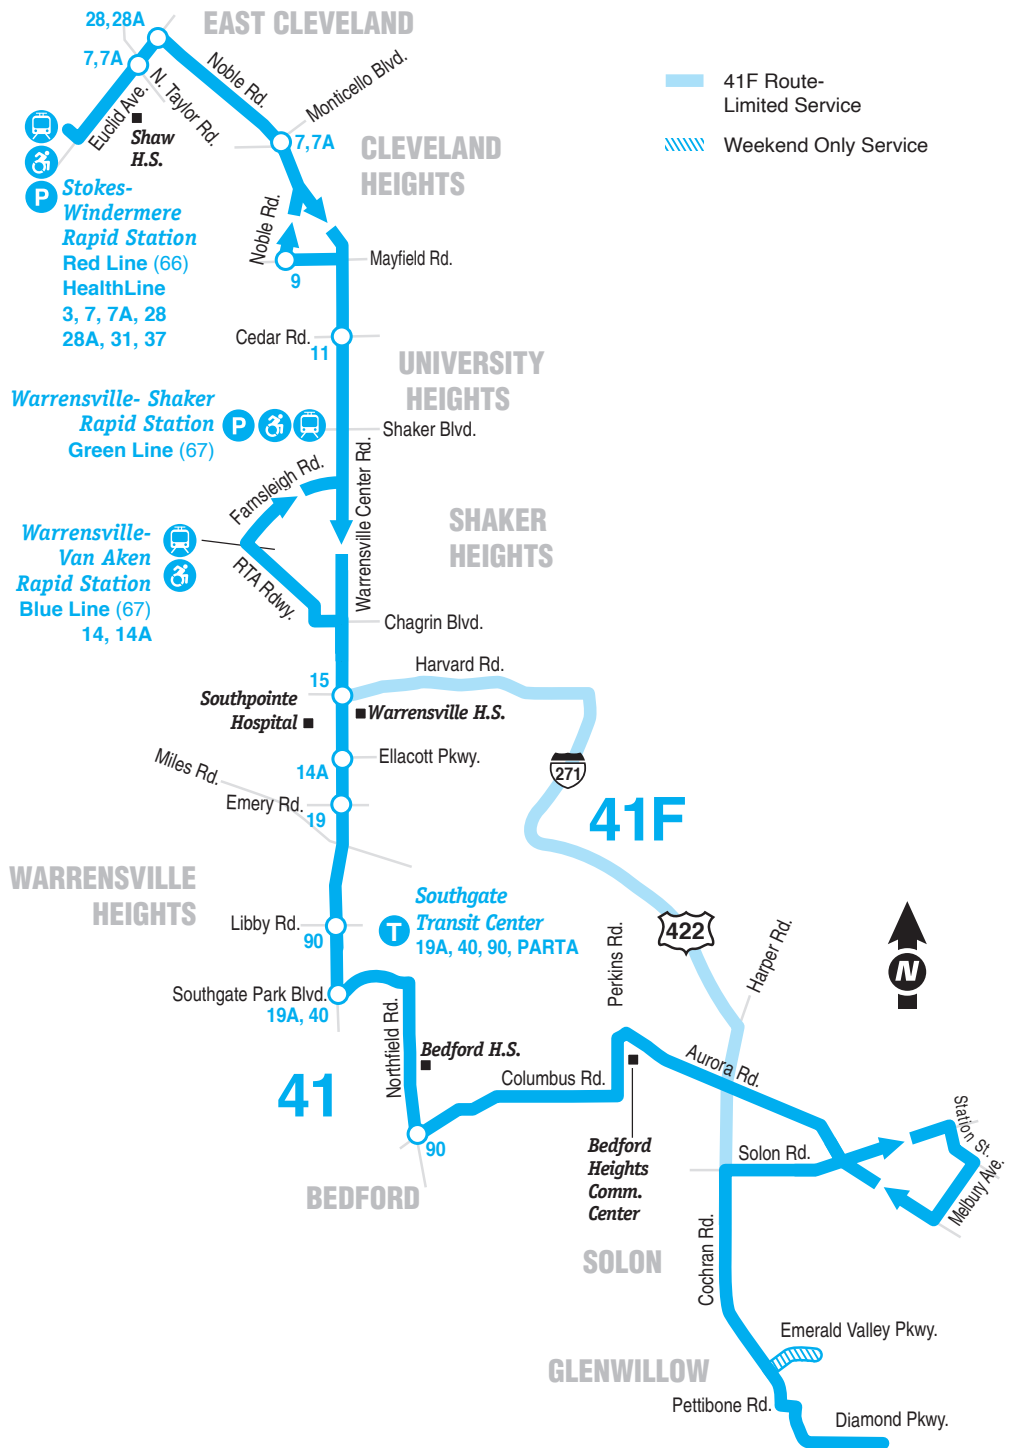 28, 28A
EAST CLEVELAND
7,7A
Noble Rd.
N. Taylor Rd.
Euclid Ave.
Monticello Blvd.
Shaw
H.S.
7,7A
CLEVELAND
HEIGHTS
41F Route-
Limited Service
Weekend Only Service
P
Stokes-
Windermere
Rapid Station
Red Line (66)
HealthLine
3, 7, 7A, 28
28A, 31, 37
Noble Rd.
9
Mayfield Rd.
Cedar Rd.
11
UNIVERSITY
HEIGHTS
Warrensville- Shaker
Rapid Station
Green Line (67)
P
Shaker Blvd.
Warrensville Center Rd.
Farnsleigh Rd.
SHAKER
HEIGHTS
Warrensville-
Van Aken
Rapid Station
Blue Line (67)
14, 14A
RTA Rdwy.
Chagrin Blvd.
Harvard Rd.
15
Southpointe
Hospital
Warrensville H.S.
Ellacott Pkwy.
14A
Miles Rd.
Emery Rd.
19
271
41F
WARRENSVILLE
HEIGHTS
Libby Rd.
90
T
Southgate
Transit Center
19A, 40, 90, PARTA
422
Perkins Rd.
Harper Rd.
N
Southgate Park Blvd.
19A, 40
Northfield Rd.
Bedford H.S.
Columbus Rd.
Aurora Rd.
41
90
BEDFORD
Bedford
Heights
Comm.
Center
Solon Rd.
Station St.
Melbury Ave.
SOLON
Cochran Rd.
Emerald Valley Pkwy.
GLENWILLOW
Pettibone Rd.
Diamond Pkwy.